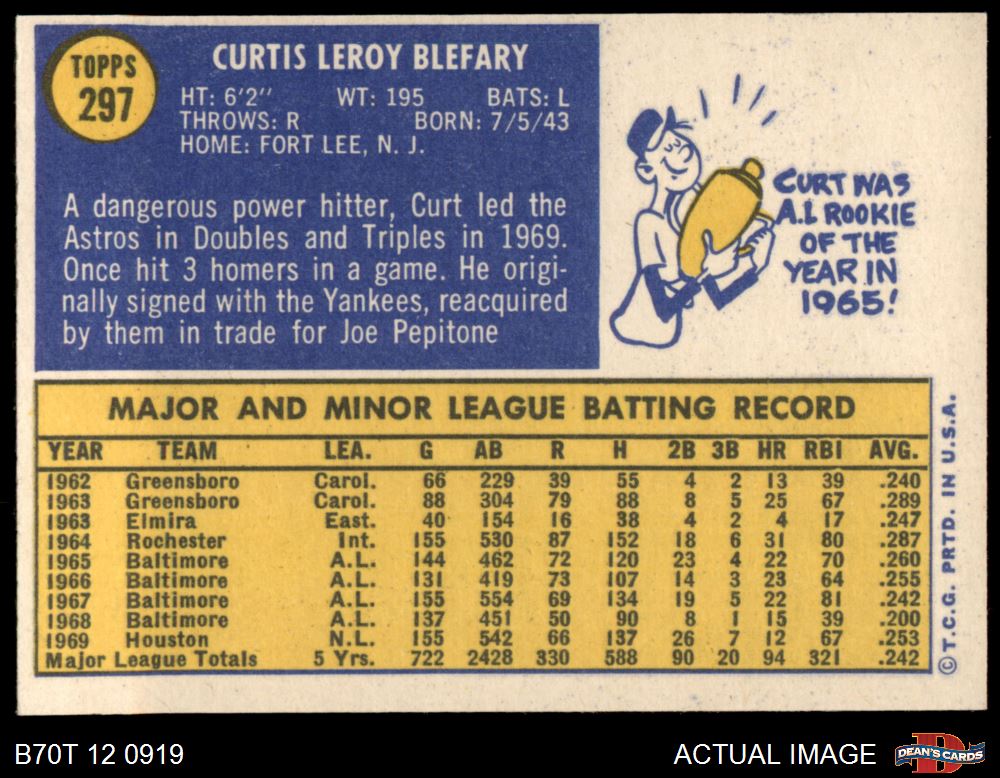 TOPPS
297
CURTIS LEROY BLEFARY
HT: 6'2" WT: 195 BATS: L
THROWS: R BORN: 7/5/43
HOME: FORT LEE, N. J.
A dangerous power hitter, Curt led the
Astros in Doubles and Triples in 1969.
Once hit 3 homers in a game. He origi-
nally signed with the Yankees, reacquired
by them in trade for Joe Pepitone
CURT WAS
A.L ROOKIE
OF THE
YEAR IN
1965!
MAJOR AND MINOR LEAGUE BATTING RECORD
YEAR TEAM LEA. G AB R H 2B 3B HR RBI AVG.
1962 Greensboro Carol. 66 229 39 55 4 2 13 39 .240
1963 Greensboro Carol. 88 304 79 88 8 5 25 67 .289
1963 Elmira East. 40 154 16 38 4 2 4 17 .247
1964 Rochester Int. 155 530 87 152 18 6 31 80 .287
1965 Baltimore A.L. 144 462 72 120 23 4 22 70 .260
1966 Baltimore A.L. 131 419 73 107 14 3 23 64 .255
1967 Baltimore A.L. 155 554 69 134 19 5 22 81 .242
1968 Baltimore A.L. 137 451 50 90 8 1 15 39 .200
1969 Houston N.L. 155 542 66 137 26 7 12 67 .253
Major League Totals 5 Yrs. 722 2428 330 588 90 20 94 321 .242
© T.C.G. PRTD. IN U.S.A.
B70T 12 0919
ACTUAL IMAGE
D
DEAN'S CARDS